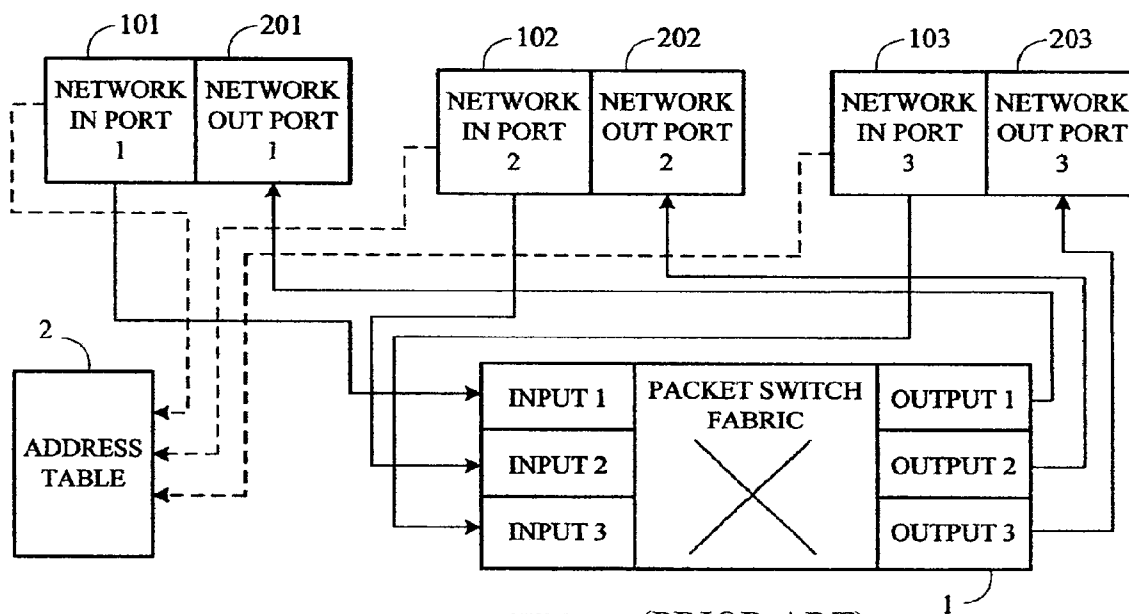 101
201
102
202
103
203
NETWORK
IN PORT
1
NETWORK
OUT PORT
1
NETWORK
IN PORT
2
NETWORK
OUT PORT
2
NETWORK
IN PORT
3
NETWORK
OUT PORT
3
2
ADDRESS
TABLE
INPUT 1
INPUT 2
INPUT 3
PACKET SWITCH
FABRIC
OUTPUT 1
OUTPUT 2
OUTPUT 3
1
(PRIOR ART)